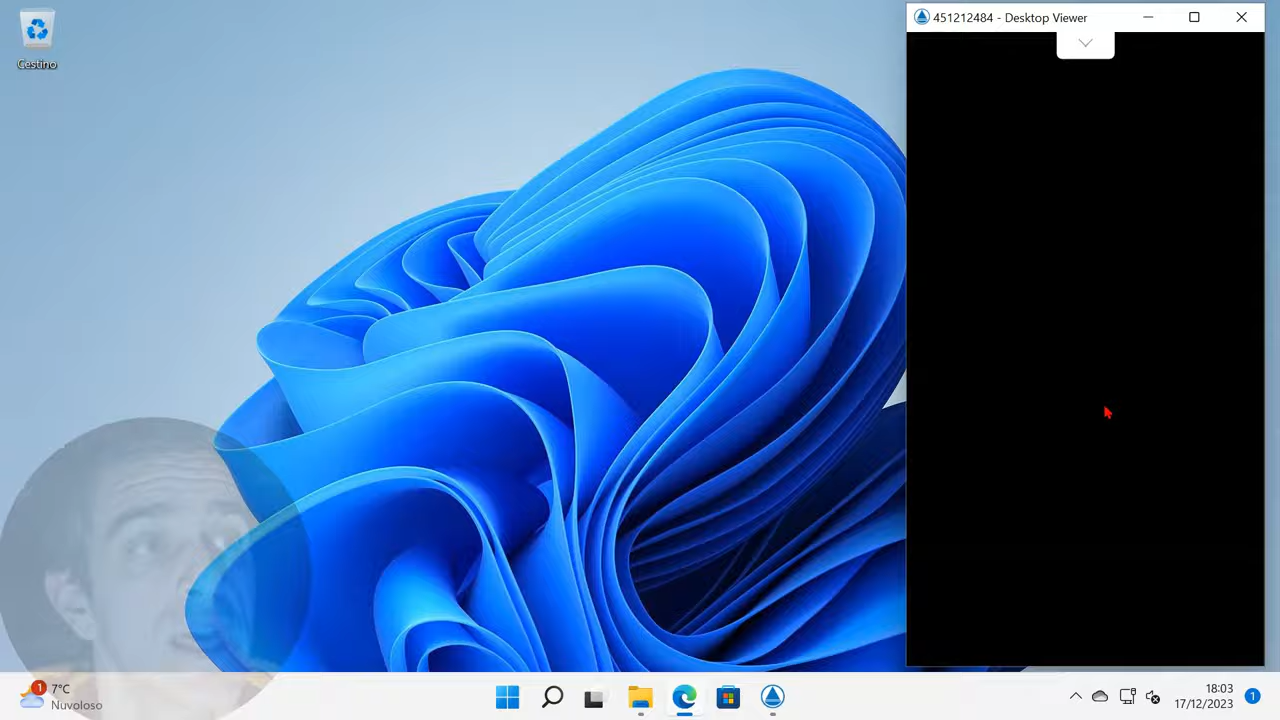 451212484 - Desktop Viewer
Cestino
1
7°C
Nuvoloso
18:03
17/12/2023
1